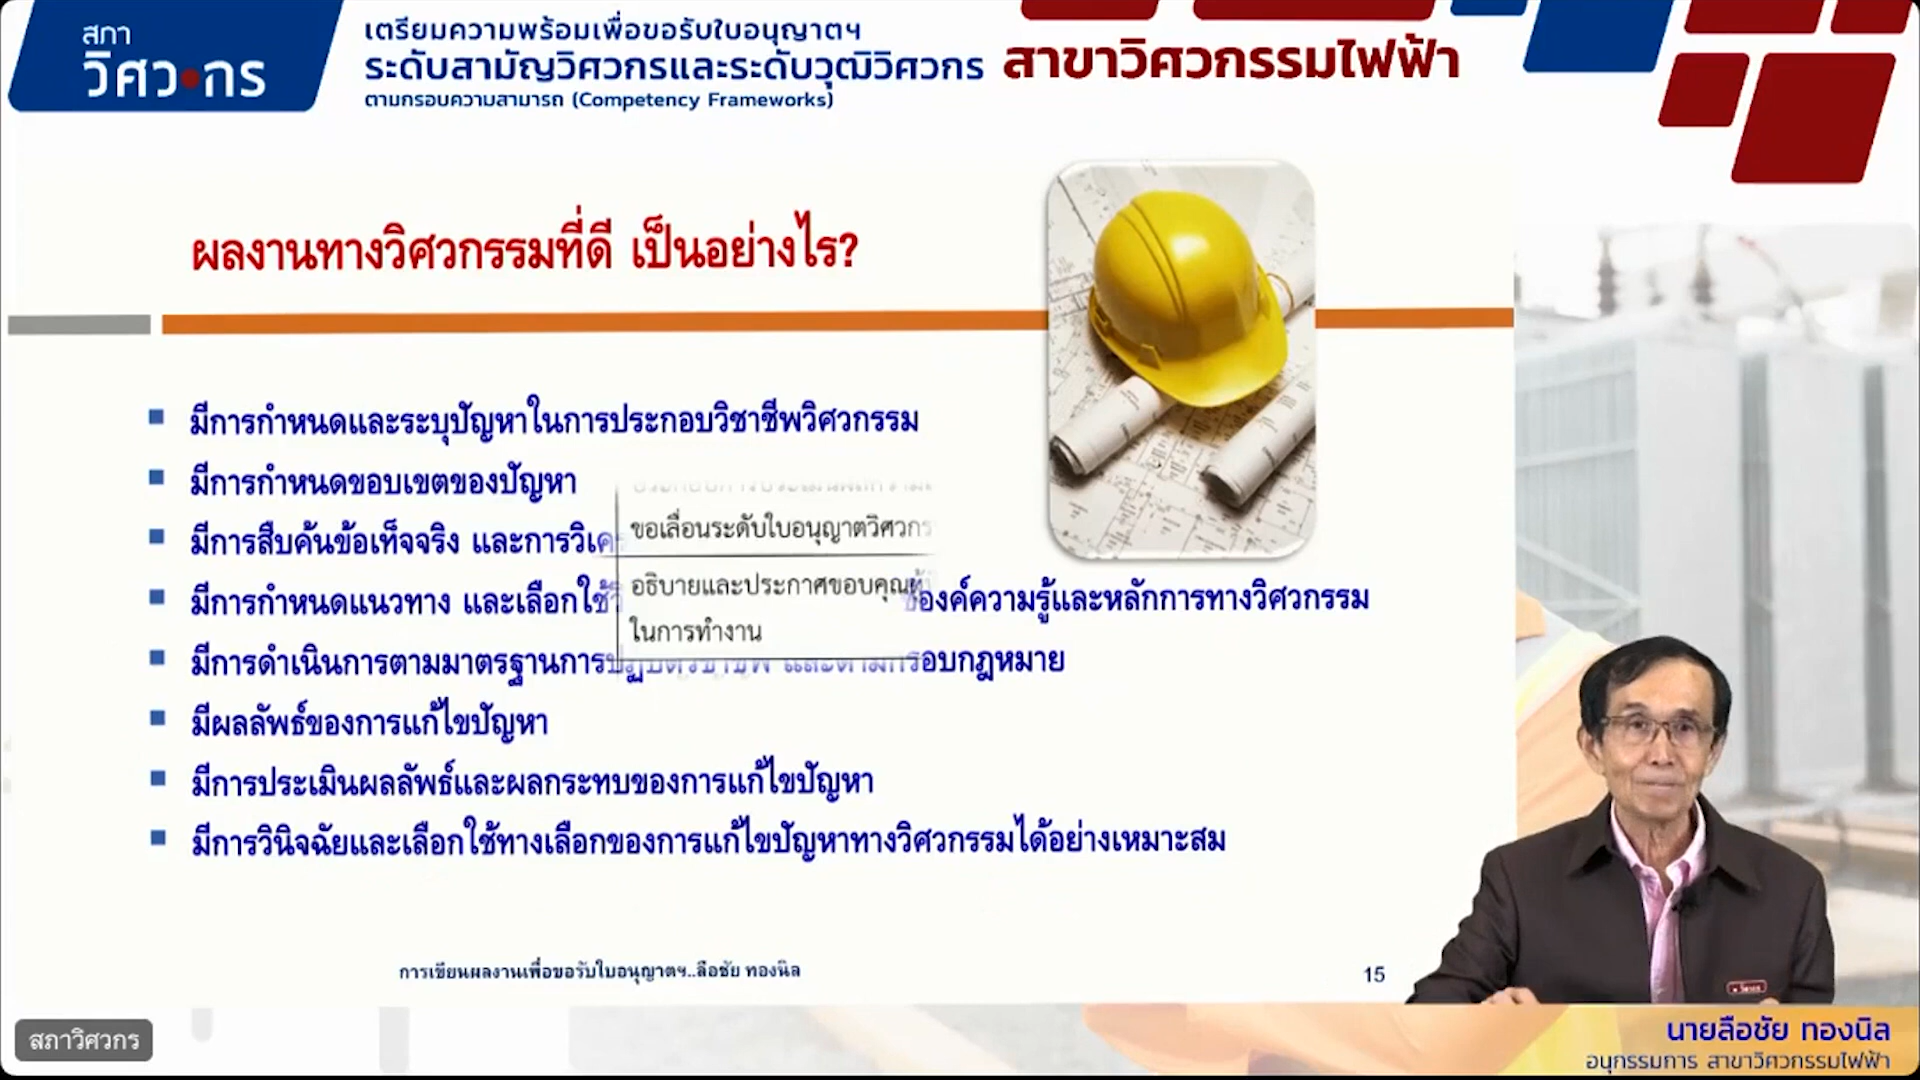 สภา
วิศวกร
เตรียมความพร้อมเพื่อขอรับใบอนุญาตฯ
ระดับสามัญวิศวกรและระดับวุฒิวิศวกร
สาขาวิศวกรรมไฟฟ้า
ตามกรอบความสามารถ (Competency Frameworks)
ผลงานทางวิศวกรรมที่ดี เป็นอย่างไร?
มีการกำหนดและระบุปัญหาในการประกอบวิชาชีพวิศวกรรม
มีการกำหนดขอบเขตของปัญหา
มีการสืบค้นข้อเท็จจริง และการวิเค
ขอเลื่อนระดับใบอนุญาตวิศวกร
มีการกำหนดแนวทาง และเลือกใช้
อธิบายและประกาศขอบคุณ
องค์ความรู้และหลักการทางวิศวกรรม
ในการทำงาน
มีการดำเนินการตามมาตรฐานการปฏิบัติวิชาชีพ และตามกรอบกฎหมาย
มีผลลัพธ์ของการแก้ไขปัญหา
มีการประเมินผลลัพธ์และผลกระทบของการแก้ไขปัญหา
มีการวินิจฉัยและเลือกใช้ทางเลือกของการแก้ไขปัญหาทางวิศวกรรมได้อย่างเหมาะสม
การเขียนผลงานเพื่อขอรับใบอนุญาตฯ..ลือชัย ทองนิล
15
สภาวิศวกร
นายลือชัย ทองนิล
อนุกรรมการ สาขาวิศวกรรมไฟฟ้า